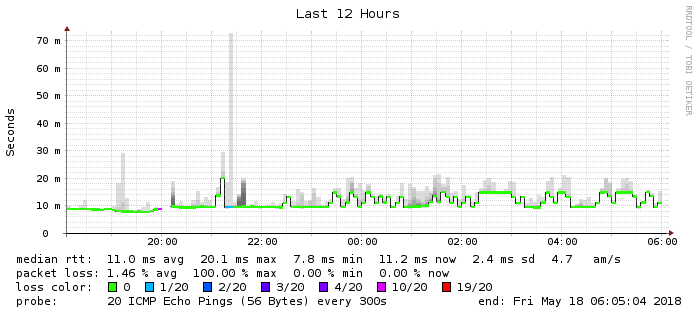 Last 12 Hours
RRDTOOL / TOBI OETIKER
Seconds
70 m
60 m
50 m
40 m
30 m
20 m
10 m
0
20:00 22:00 00:00 02:00 04:00 06:00
median rtt: 11.0 ms avg 20.1 ms max 7.8 ms min 11.2 ms now 2.4 ms sd 4.7 am/s
packet loss: 1.46 % avg 100.00 % max 0.00 % min 0.00 % now
loss color: 0 1/20 2/20 3/20 4/20 10/20 19/20
probe: 20 ICMP Echo Pings (56 Bytes) every 300s end: Fri May 18 06:05:04 2018